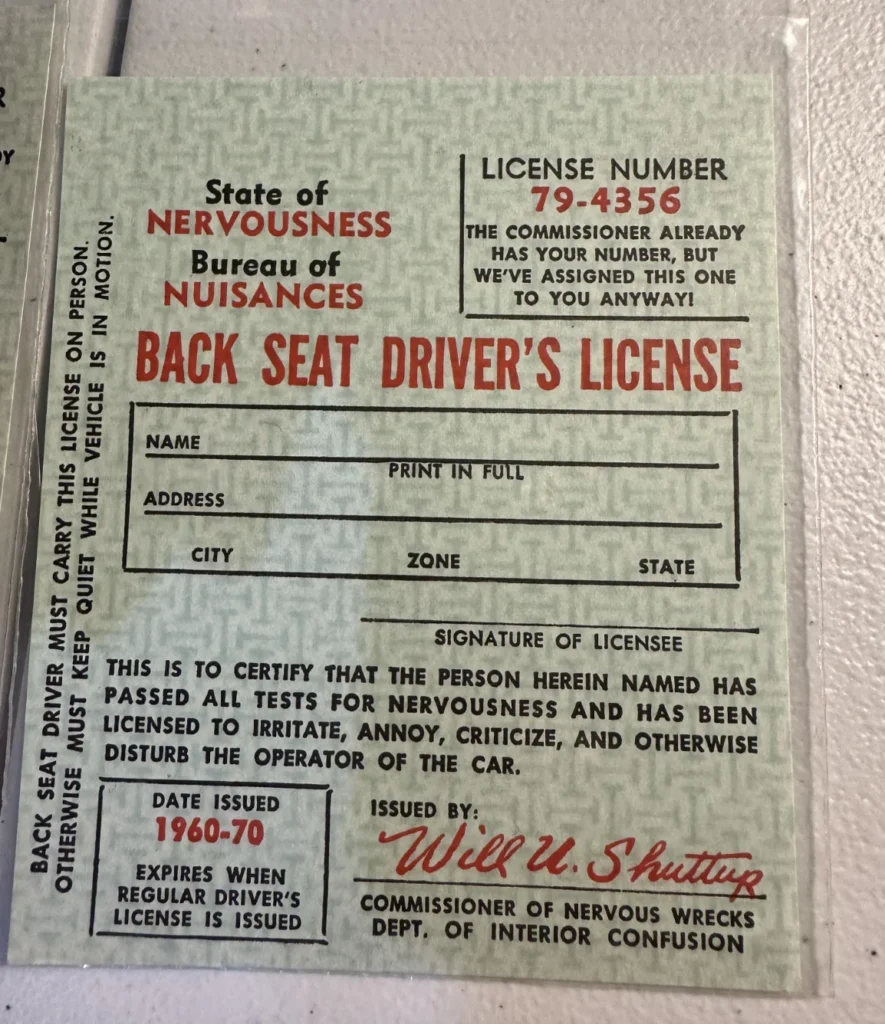 State of
NERVOUSNESS
Bureau of
NUISANCES
LICENSE NUMBER
79-4356
THE COMMISSIONER ALREADY
HAS YOUR NUMBER, BUT
WE'VE ASSIGNED THIS ONE
TO YOU ANYWAY!
BACK SEAT DRIVER'S LICENSE
NAME
PRINT IN FULL
ADDRESS
CITY ZONE STATE
SIGNATURE OF LICENSEE
THIS IS TO CERTIFY THAT THE PERSON HEREIN NAMED HAS
PASSED ALL TESTS FOR NERVOUSNESS AND HAS BEEN
LICENSED TO IRRITATE, ANNOY, CRITICIZE, AND OTHERWISE
DISTURB THE OPERATOR OF THE CAR.
DATE ISSUED
1960-70
EXPIRES WHEN
REGULAR DRIVER'S
LICENSE IS ISSUED
ISSUED BY:
Will U. Shuttup
COMMISSIONER OF NERVOUS WRECKS
DEPT. OF INTERIOR CONFUSION
BACK SEAT DRIVER MUST CARRY THIS LICENSE ON PERSON.
OTHERWISE MUST KEEP QUIET WHILE VEHICLE IS IN MOTION.